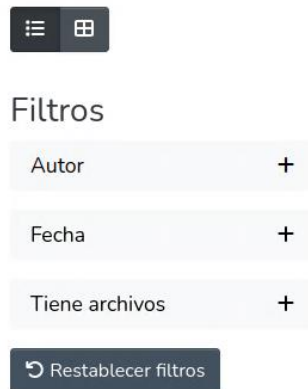 Filtros
Autor +
Fecha +
Tiene archivos +
Restablecer filtros